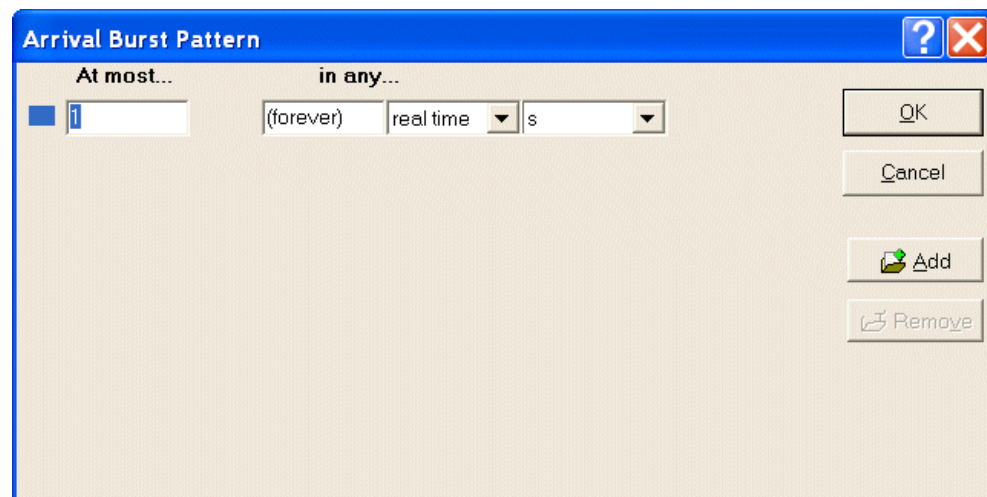 Arrival Burst Pattern
At most... in any...
1 (forever) real time s
OK
Cancel
Add
Remove